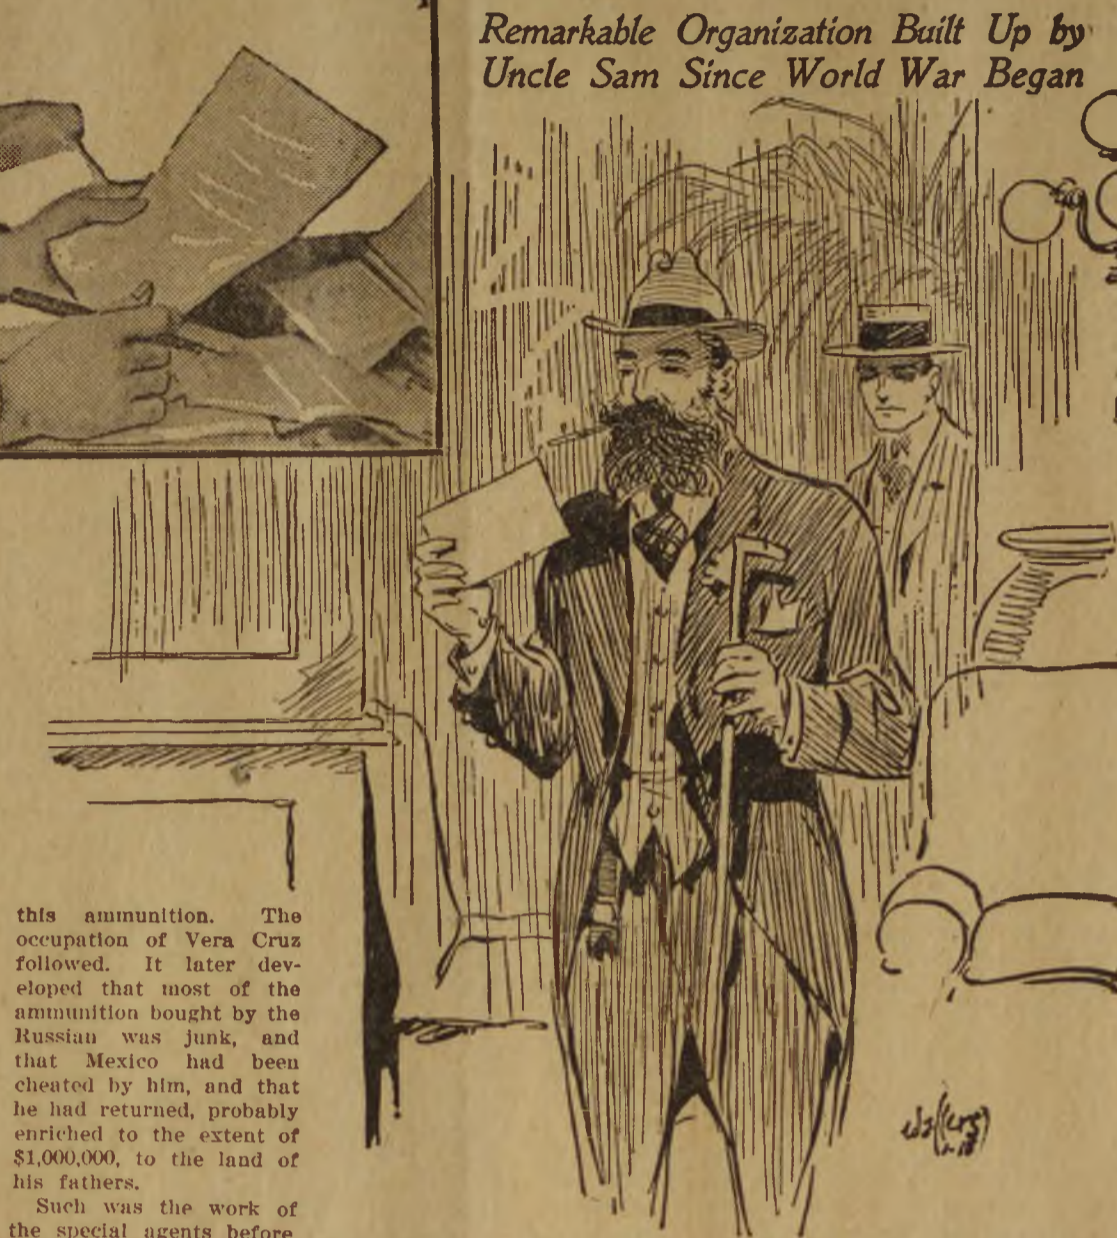 Remarkable Organization Built Up by
Uncle Sam Since World War Began
this ammunition. The
occupation of Vera Cruz
followed. It later dev-
eloped that most of the
ammunition bought by the
Russian was junk, and
that Mexico had been
cheated by him, and that
he had returned, probably
enriched to the extent of
$1,000,000, to the land of
his fathers.
Such was the work of
the special agents before